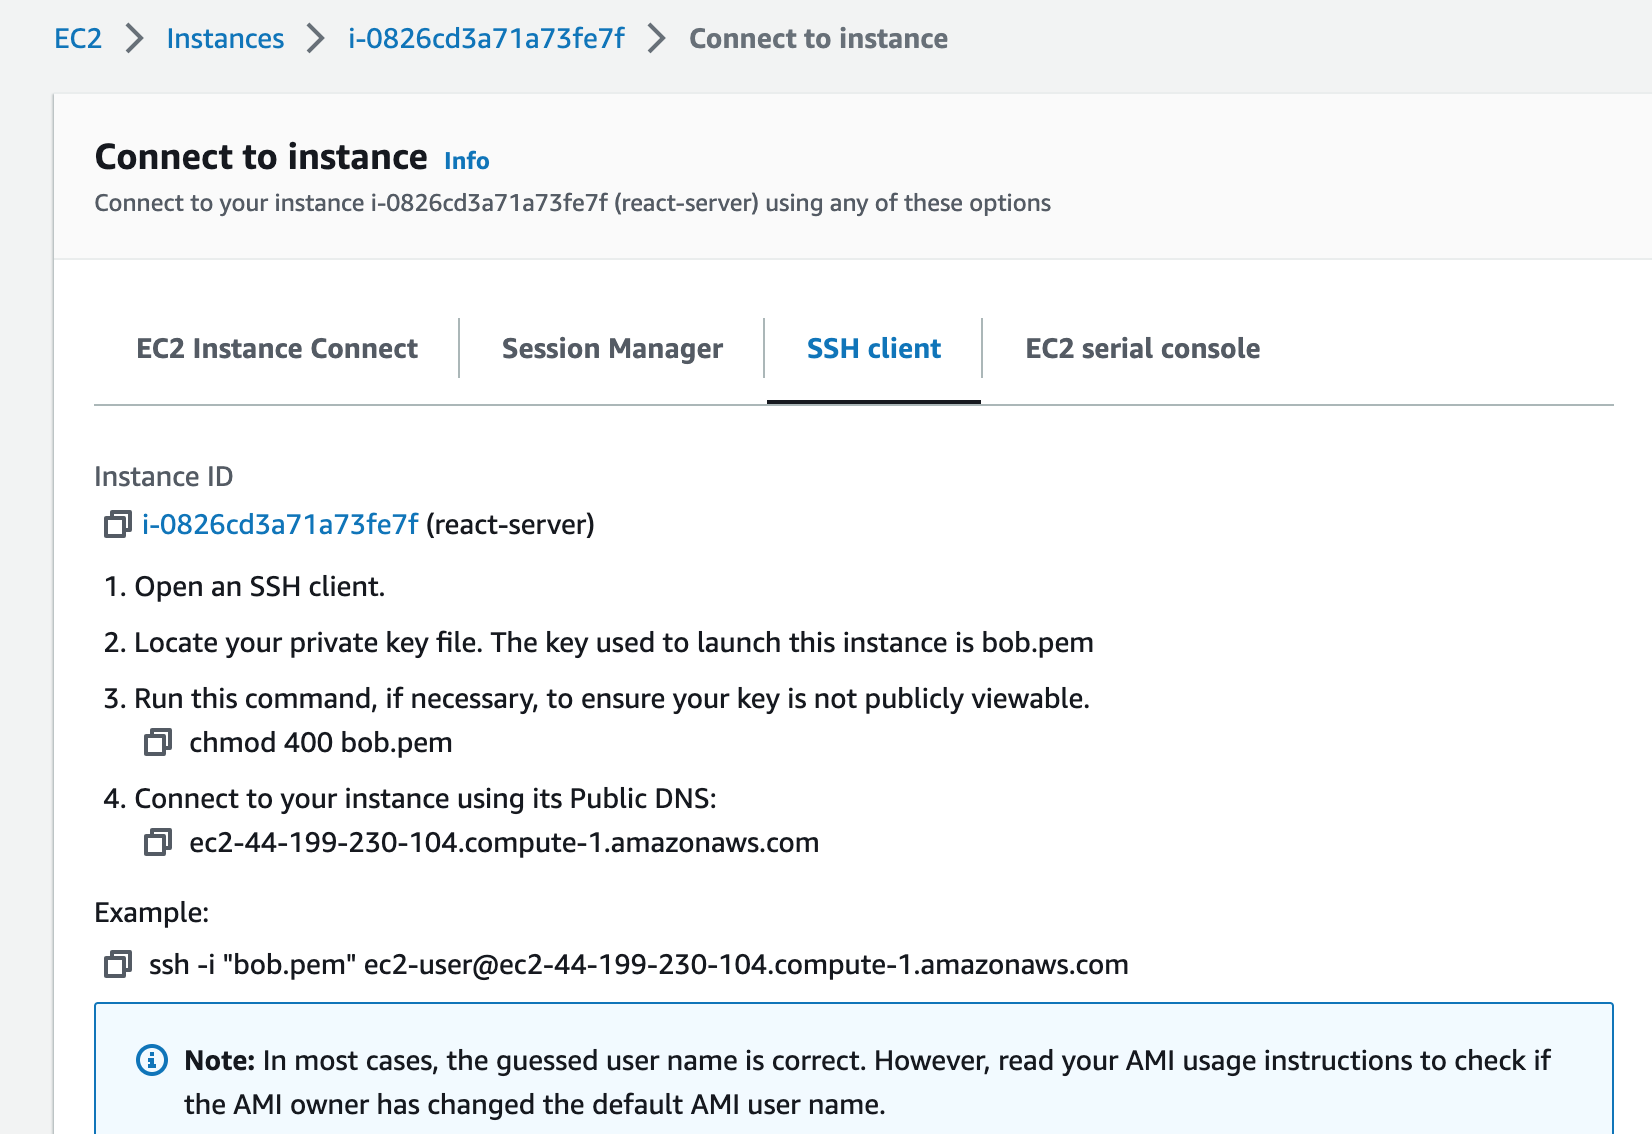 EC2 > Instances > i-0826cd3a71a73fe7f > Connect to instance
Connect to instance Info
Connect to your instance i-0826cd3a71a73fe7f (react-server) using any of these options
EC2 Instance Connect Session Manager SSH client EC2 serial console
Instance ID
i-0826cd3a71a73fe7f (react-server)
1. Open an SSH client.
2. Locate your private key file. The key used to launch this instance is bob.pem
3. Run this command, if necessary, to ensure your key is not publicly viewable.
chmod 400 bob.pem
4. Connect to your instance using its Public DNS:
ec2-44-199-230-104.compute-1.amazonaws.com
Example:
ssh -i "bob.pem" ec2-user@ec2-44-199-230-104.compute-1.amazonaws.com
Note: In most cases, the guessed user name is correct. However, read your AMI usage instructions to check if
the AMI owner has changed the default AMI user name.